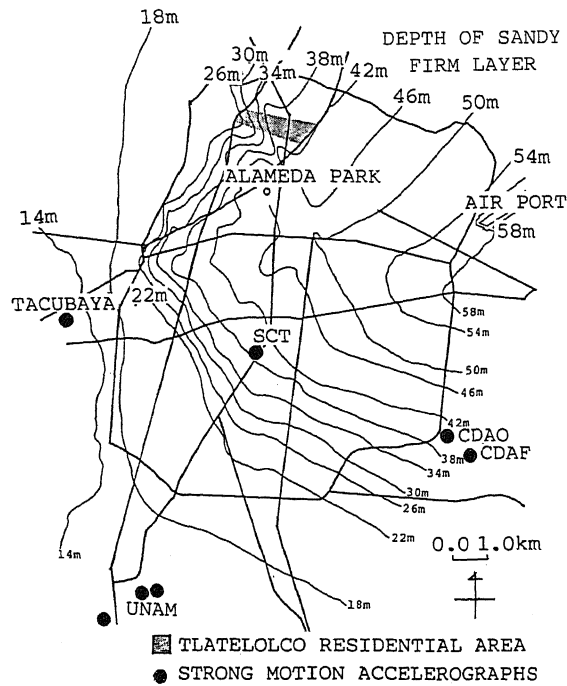 18m
DEPTH OF SANDY
FIRM LAYER
30m
26m
34m
38m
42m
46m
50m
54m
ALAMEDA PARK
AIR PORT
58m
14m
22m
TACUBAYA
58m
54m
SCT
50m
46m
42m
CDAO
38m
CDAF
34m
30m
26m
22m
0.0 1.0km
14m
18m
UNAM
TLATELOLCO RESIDENTIAL AREA
STRONG MOTION ACCELEROGRAPHS